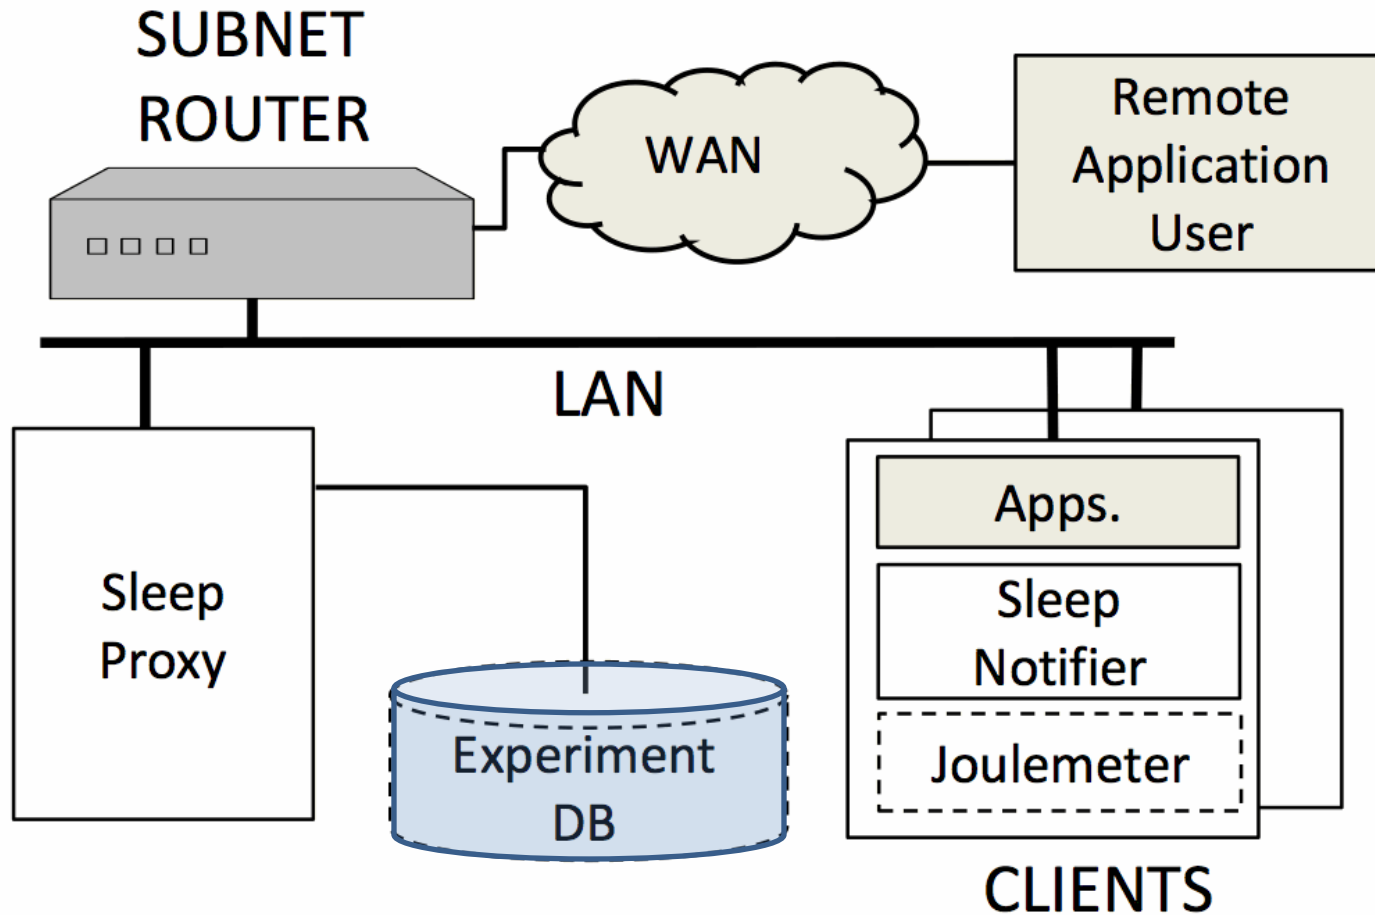 SUBNET
ROUTER
WAN
Remote
Application
User
LAN
Sleep
Proxy
Experiment
DB
Apps.
Sleep
Notifier
Joulemeter
CLIENTS